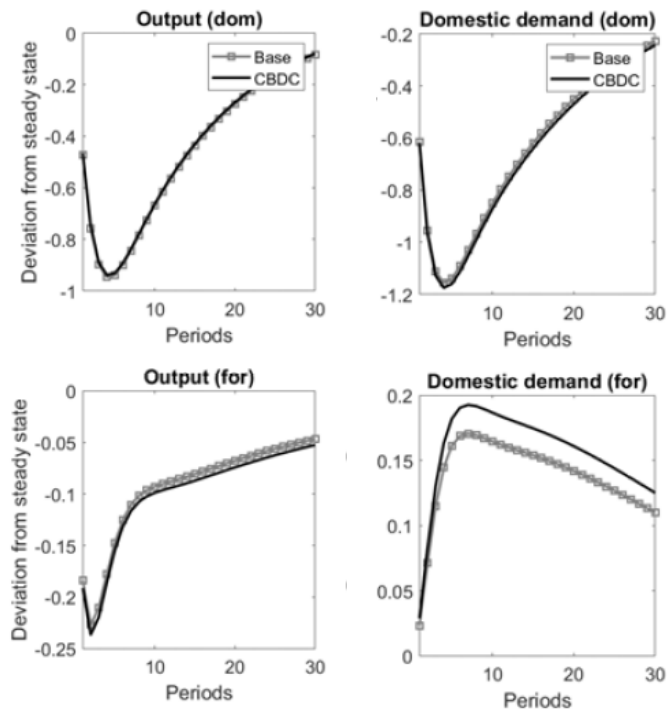 Output (dom)
Domestic demand (dom)
Deviation from steady state
0
-0.2
-0.4
-0.6
-0.8
-1
10
20
30
Periods
Base
CBDC
-0.2
-0.4
-0.6
-0.8
-1
-1.2
10
20
30
Periods
Base
CBDC
Output (for)
Domestic demand (for)
Deviation from steady state
0
-0.05
-0.1
-0.15
-0.2
-0.25
10
20
30
Periods
0.2
0.15
0.1
0.05
0
10
20
30
Periods